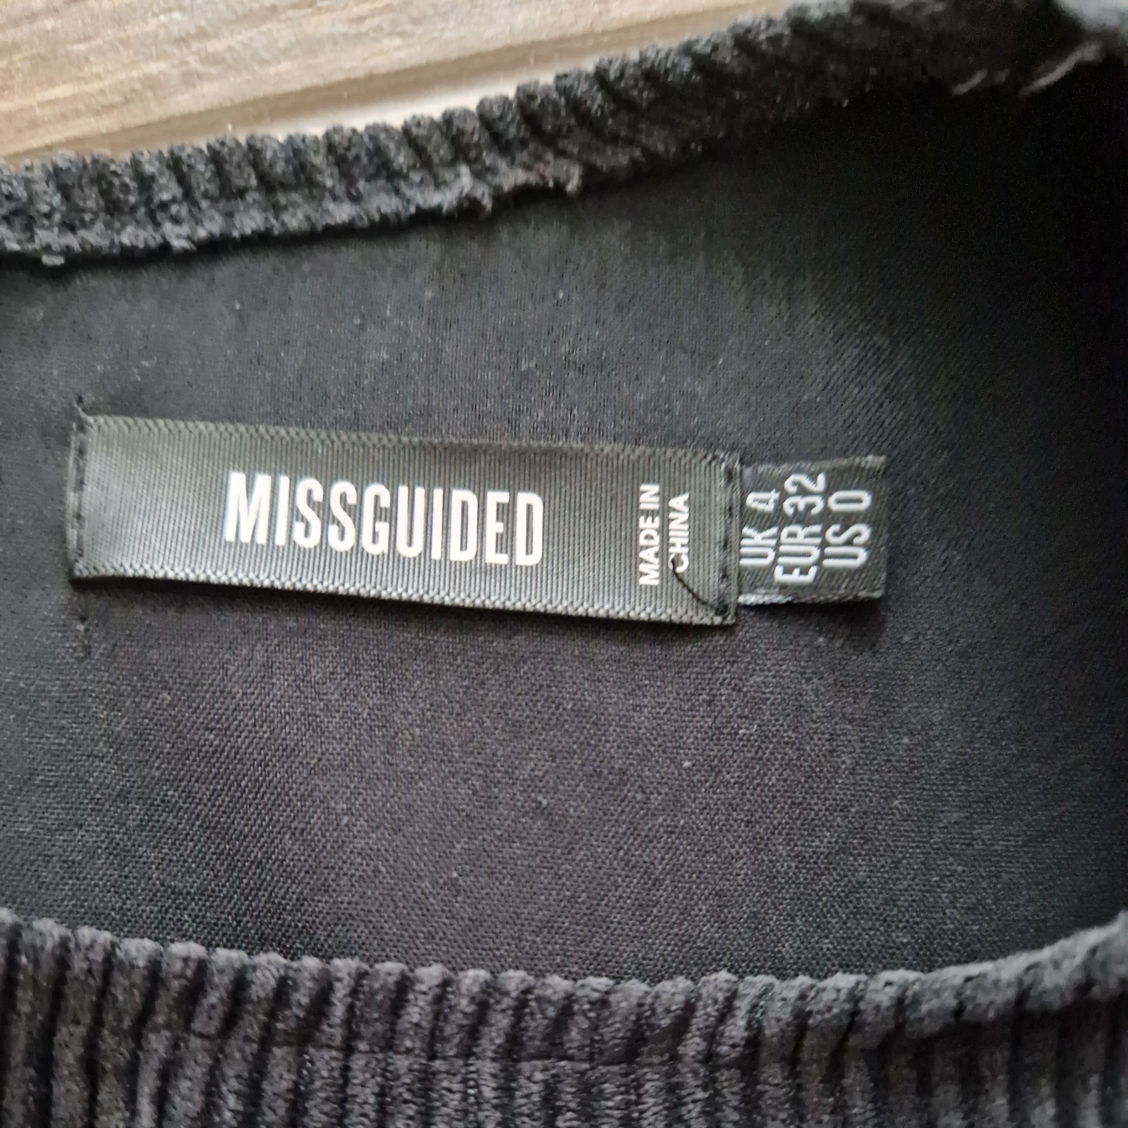 MISSGUIDED
MADE IN
CHINA
UK 4
EUR 32
US 0